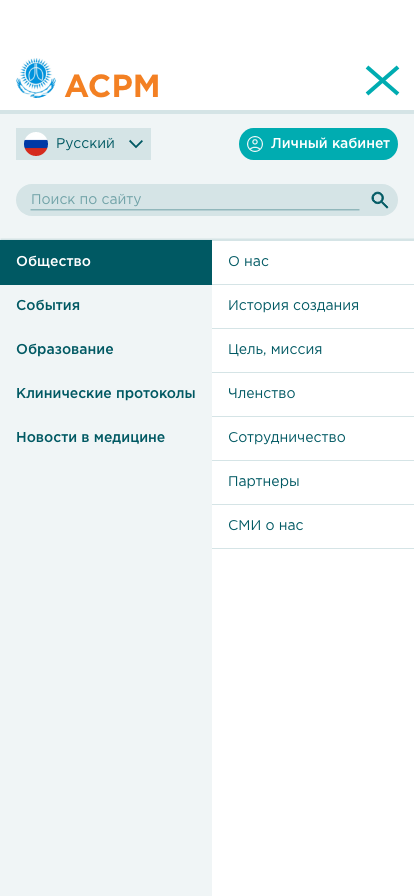 АСРМ
Русский
Личный кабинет
Поиск по сайту
Общество
События
Образование
Клинические протоколы
Новости в медицине
О нас
История создания
Цель, миссия
Членство
Сотрудничество
Партнеры
СМИ о нас